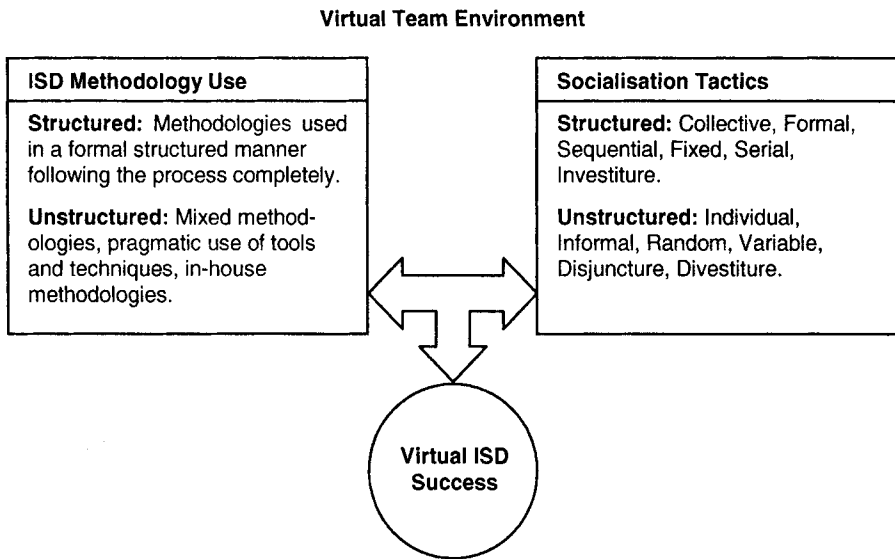 Virtual Team Environment
ISD Methodology Use
Structured: Methodologies used
in a formal structured manner
following the process completely.
Unstructured: Mixed method-
ologies, pragmatic use of tools
and techniques, in-house
methodologies.
Socialisation Tactics
Structured: Collective, Formal,
Sequential, Fixed, Serial,
Investiture.
Unstructured: Individual,
Informal, Random, Variable,
Disjuncture, Divestiture.
Virtual ISD
Success